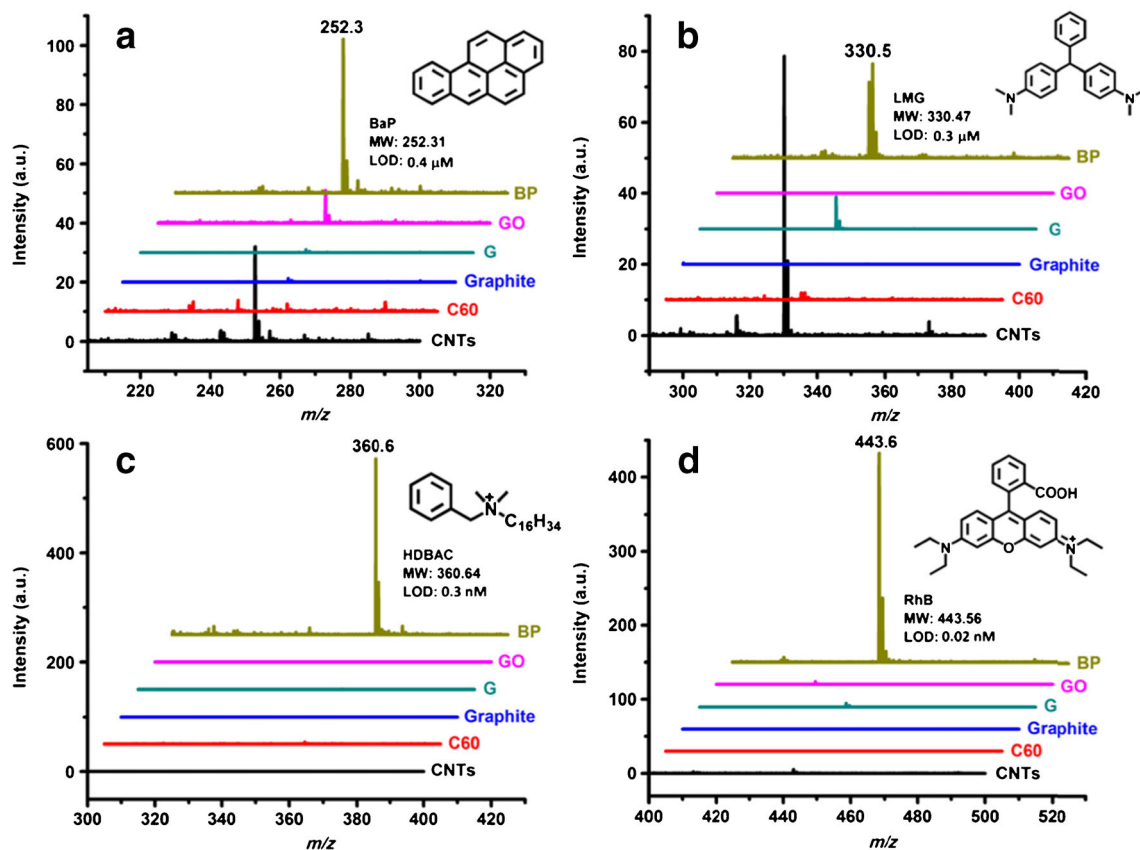 a
252.3
BaP
MW: 252.31
LOD: 0.4 µM
BP
GO
G
Graphite
C60
CNTs
Intensity (a.u.)
100
80
60
40
20
0
220 240 260 280 300 320
m/z
b
330.5
N
N
LMG
MW: 330.47
LOD: 0.3 µM
BP
GO
G
Graphite
C60
CNTs
Intensity (a.u.)
80
60
40
20
0
300 320 340 360 380 400 420
m/z
c
360.6
N+
C16H34
HDBAC
MW: 360.64
LOD: 0.3 nM
BP
GO
G
Graphite
C60
CNTs
Intensity (a.u.)
600
400
200
0
300 320 340 360 380 400 420
m/z
d
443.6
COOH
N O N+
RhB
MW: 443.56
LOD: 0.02 nM
BP
GO
G
Graphite
C60
CNTs
Intensity (a.u.)
400
300
200
100
0
400 420 440 460 480 500 520
m/z